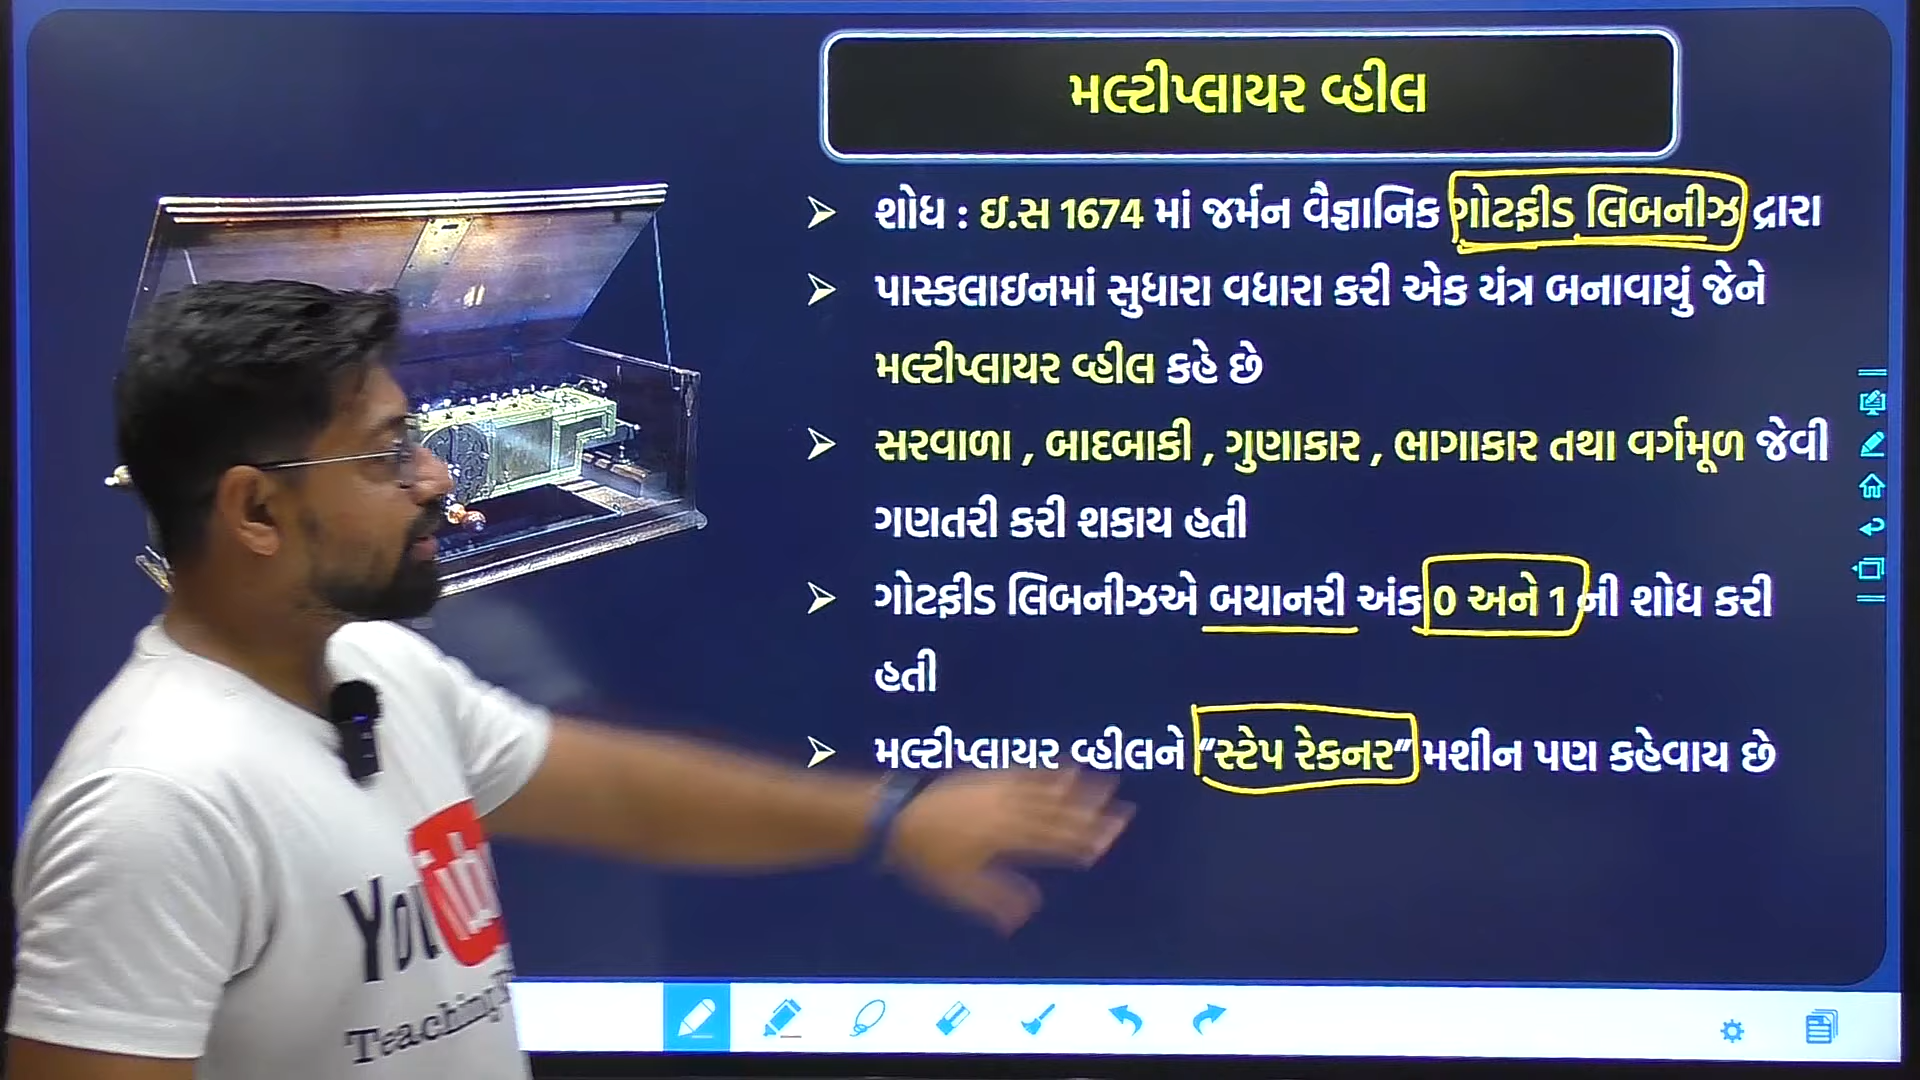 મલ્ટીપ્લાયર વ્હીલ
➢ શોધ : ઇ.સ 1674 માં જર્મન વૈજ્ઞાનિક ગોટફ્રીડ લિબનીઝ દ્રારા
➢ પાસ્કલાઇનમાં સુધારા વધારા કરી એક યંત્ર બનાવાયું જેને
મલ્ટીપ્લાયર વ્હીલ કહે છે
➢ સરવાળા , બાદબાકી , ગુણાકાર , ભાગાકાર તથા વર્ગમૂળ જેવી
ગણતરી કરી શકાય હતી
➢ ગોટફ્રીડ લિબનીઝએ બયાનરી અંક 0 અને 1 ની શોધ કરી
હતી
➢ મલ્ટીપ્લાયર વ્હીલને “સ્ટેપ રેકનર” મશીન પણ કહેવાય છે
Teaching